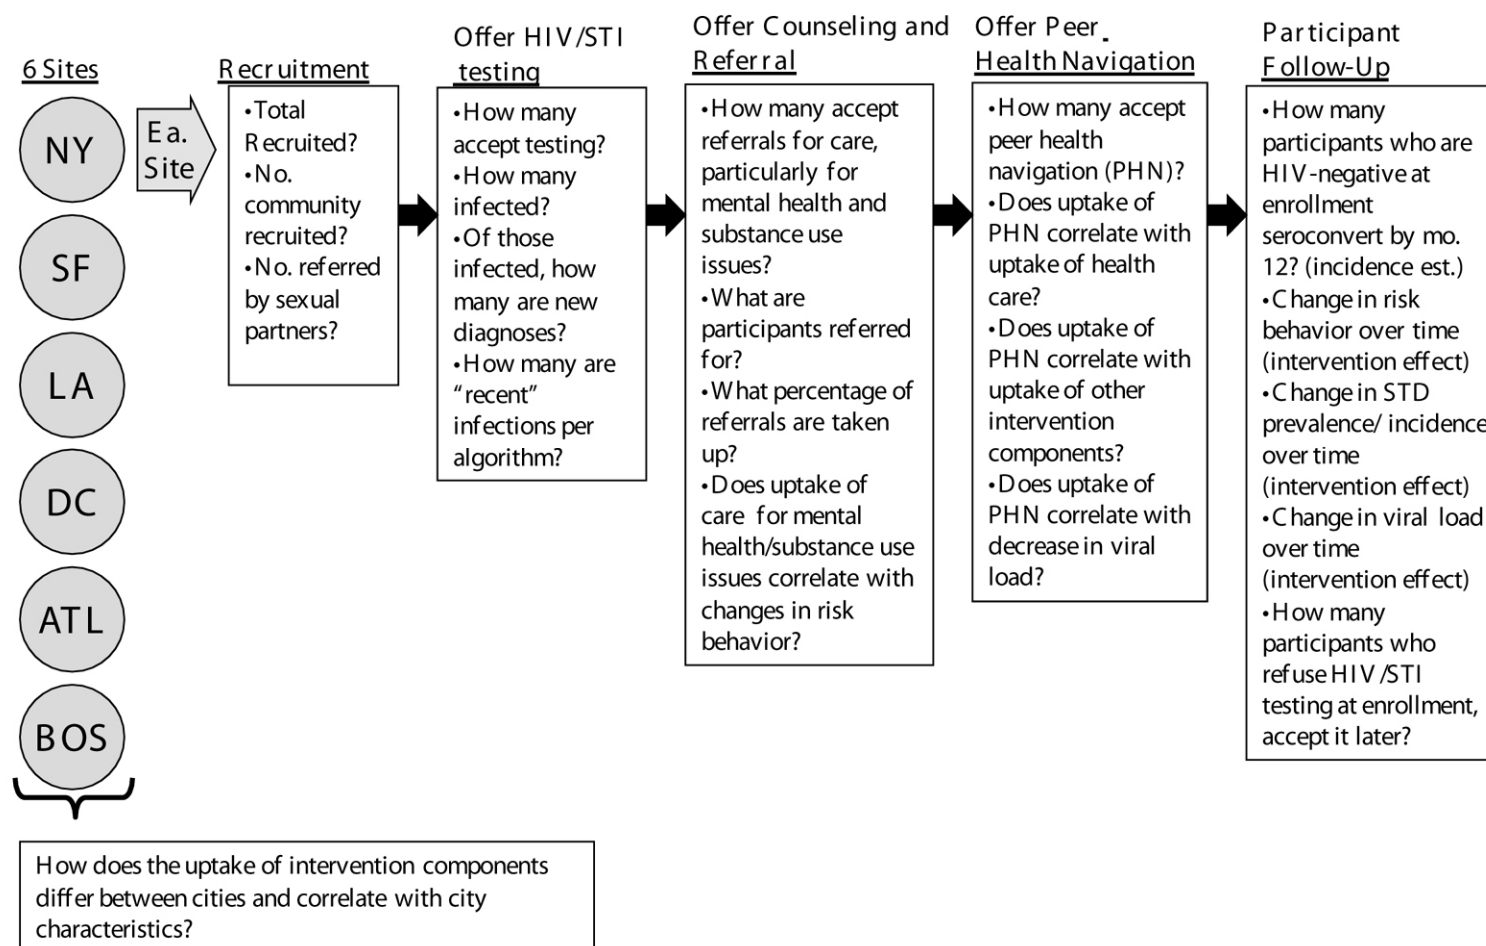 6 Sites
NY
SF
LA
DC
ATL
BOS
Ea.
Site
Recruitment
•Total
Recruited?
•No.
community
recruited?
•No. referred
by sexual
partners?
Offer HIV/STI
testing
•How many
accept testing?
•How many
infected?
•Of those
infected, how
many are new
diagnoses?
•How many are
“recent”
infections per
algorithm?
Offer Counseling and
Referral
•How many accept
referrals for care,
particularly for
mental health and
substance use
issues?
•What are
participants referred
for?
•What percentage of
referrals are taken
up?
•Does uptake of
care for mental
health/substance use
issues correlate with
changes in risk
behavior?
Offer Peer
Health Navigation
•How many accept
peer health
navigation (PHN)?
•Does uptake of
PHN correlate with
uptake of health
care?
•Does uptake of
PHN correlate with
uptake of other
intervention
components?
•Does uptake of
PHN correlate with
decrease in viral
load?
Participant
Follow-Up
•How many
participants who are
HIV-negative at
enrollment
seroconvert by mo.
12? (incidence est.)
•Change in risk
behavior over time
(intervention effect)
•Change in STD
prevalence/ incidence
over time
(intervention effect)
•Change in viral load
over time
(intervention effect)
•How many
participants who
refuse HIV/STI
testing at enrollment,
accept it later?
How does the uptake of intervention components
differ between cities and correlate with city
characteristics?